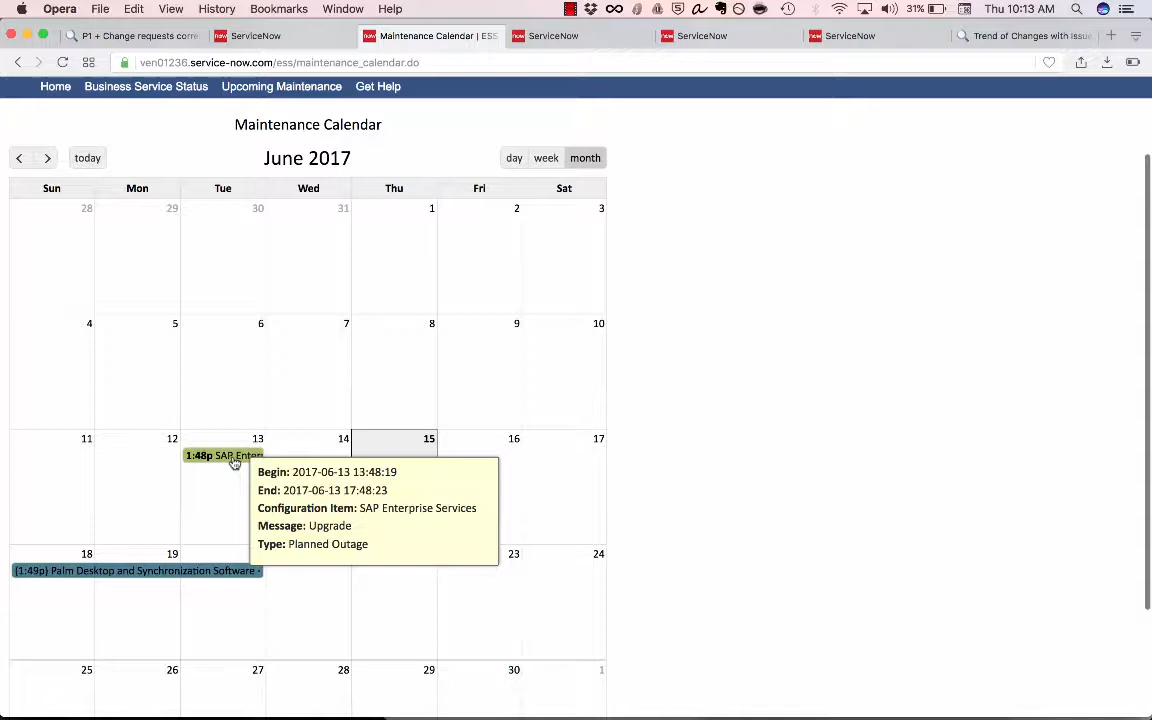 Opera File Edit View History Bookmarks Window Help 31% Thu 10:13 AM
P1 + Change requests corre ServiceNow Maintenance Calendar | ESS ServiceNow ServiceNow ServiceNow Trend of Changes with Issue
ven01236.service-now.com/ess/maintenance_calendar.do
Home Business Service Status Upcoming Maintenance Get Help
Maintenance Calendar
today June 2017 day week month
Sun Mon Tue Wed Thu Fri Sat
28 29 30 31 1 2 3
4 5 6 7 8 9 10
11 12 13 14 15 16 17
1:48p SAP Enter
Begin: 2017-06-13 13:48:19
End: 2017-06-13 17:48:23
Configuration Item: SAP Enterprise Services
Message: Upgrade
Type: Planned Outage
18 19 23 24
(1:49p) Palm Desktop and Synchronization Software -
25 26 27 28 29 30 1